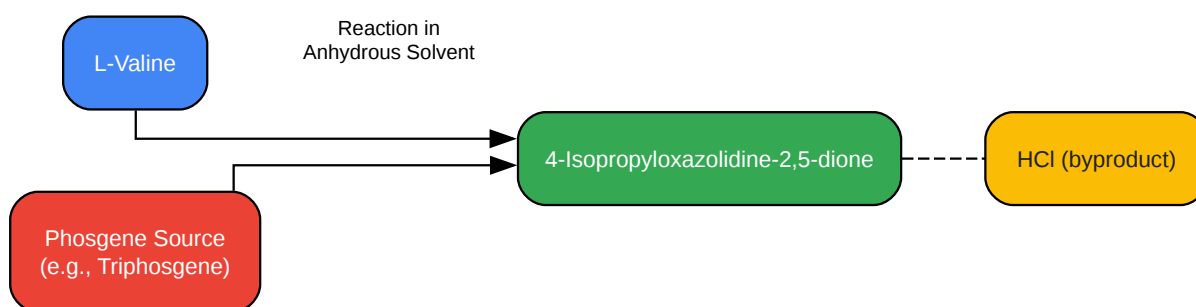 Reaction in
Anhydrous Solvent
L-Valine
4-Isopropyloxazolidine-2,5-dione
HCl (byproduct)
Phosgene Source
(e.g., Triphosgene)